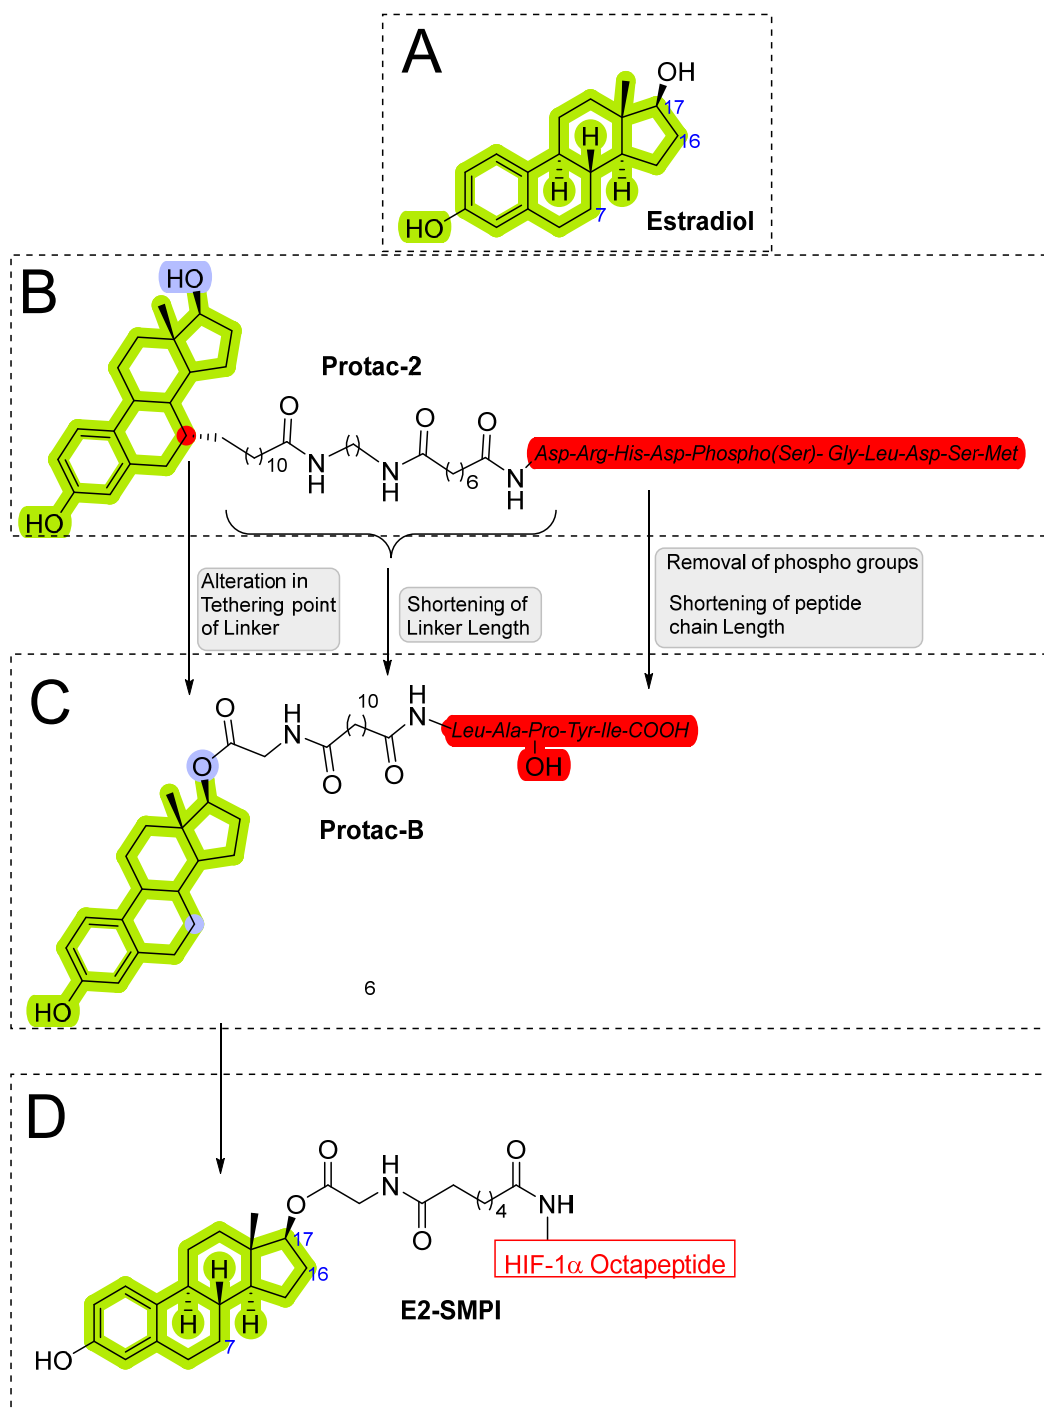 A
OH
17
H
16
H
H
7
HO
Estradiol
B
HO
Protac-2
O
O
O
10
N
H
N
H
6
N
H
Asp-Arg-His-Asp-Phospho(Ser)- Gly-Leu-Asp-Ser-Met
HO
Alteration in
Tethering point
of Linker
Shortening of
Linker Length
Removal of phospho groups
Shortening of peptide
chain Length
C
O
H
N
10
H
N
Leu-Ala-Pro-Tyr-Ile-COOH
O
O
O
OH
Protac-B
HO
6
D
O
H
N
O
O
4
NH
O
17
HIF-1α Octapeptide
H
16
H
H
7
E2-SMPI
HO